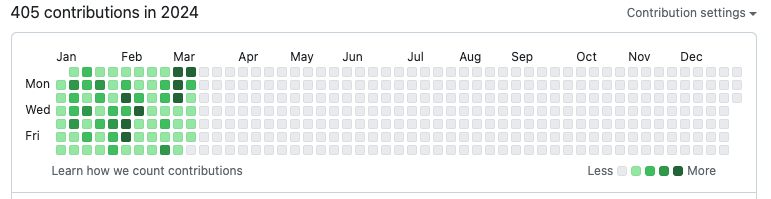 405 contributions in 2024
Contribution settings
Jan Feb Mar Apr May Jun Jul Aug Sep Oct Nov Dec
Mon
Wed
Fri
Learn how we count contributions
Less More